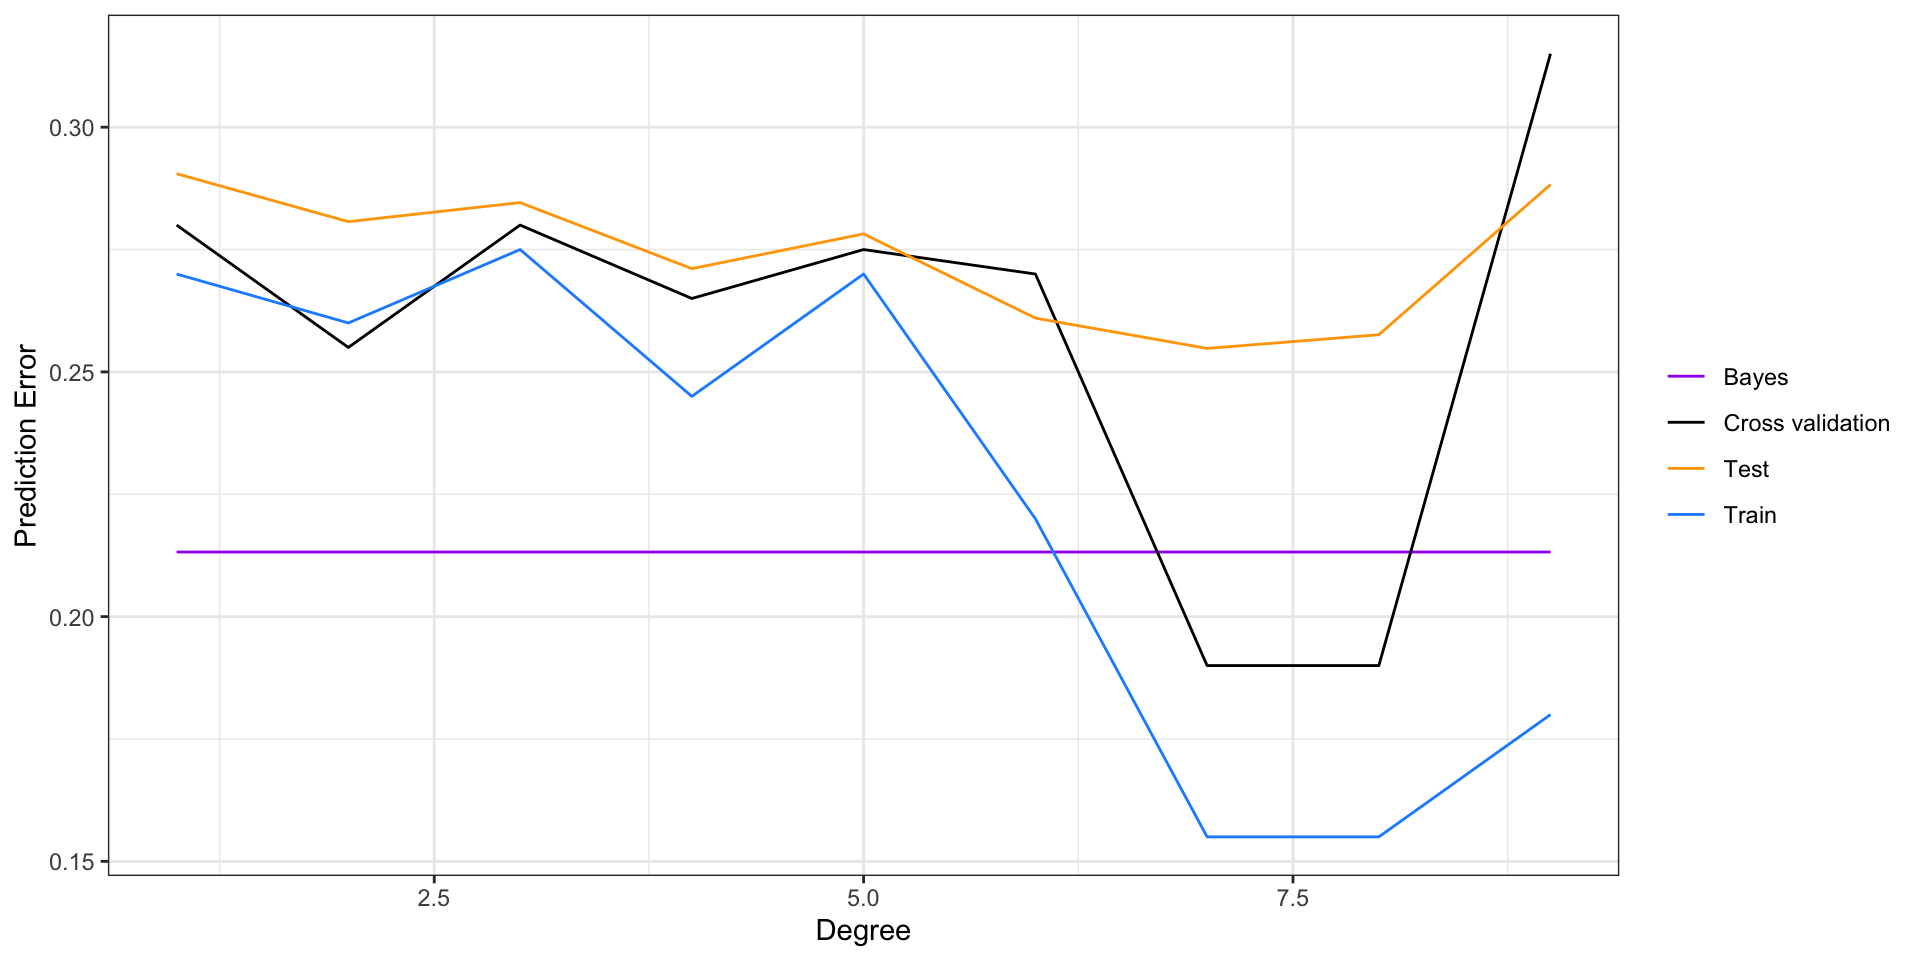 Prediction Error
0.30
0.25
0.20
0.15
2.5
5.0
7.5
Degree
Bayes
Cross validation
Test
Train